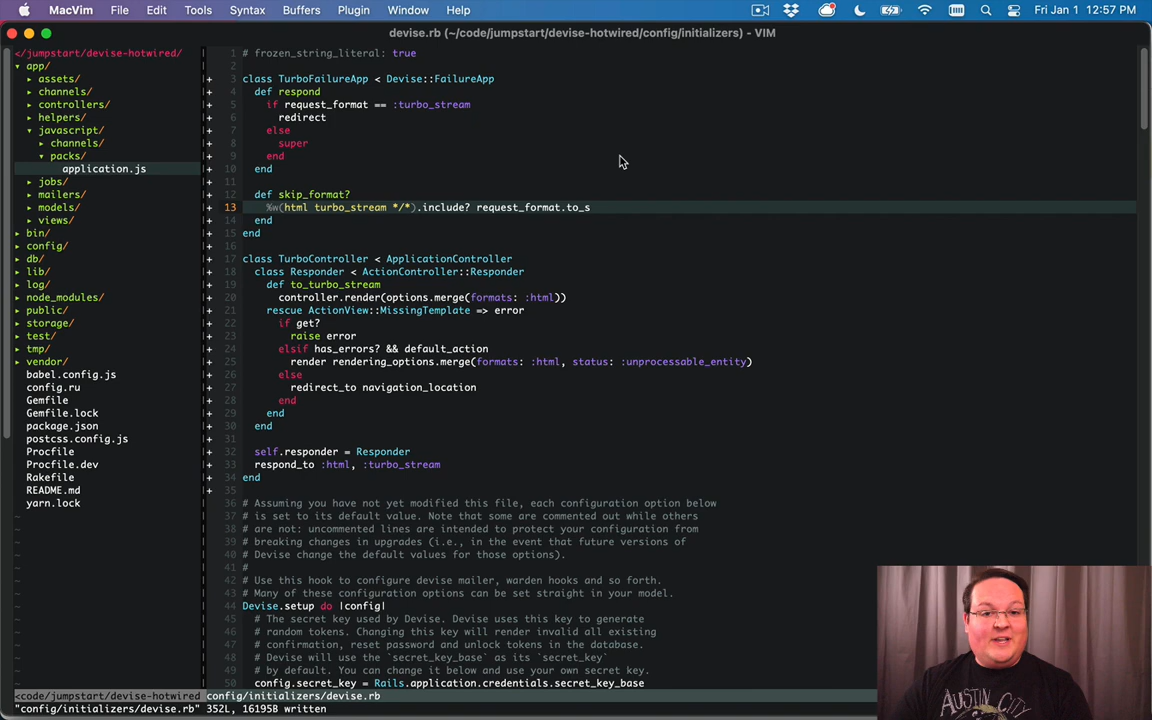 MacVim File Edit Tools Syntax Buffers Plugin Window Help Fri Jan 1 12:57 PM
devise.rb (~/code/jumpstart/devise-hotwired/config/initializers) - VIM
</jumpstart/devise-hotwired/
▾ app/
▸ assets/
▸ channels/
▸ controllers/
▸ helpers/
▾ javascript/
▸ channels/
▾ packs/
application.js
▸ jobs/
▸ mailers/
▸ models/
▸ views/
▸ bin/
▸ config/
▸ db/
▸ lib/
▸ log/
▸ node_modules/
▸ public/
▸ storage/
▸ test/
▸ tmp/
▸ vendor/
babel.config.js
config.ru
Gemfile
Gemfile.lock
package.json
postcss.config.js
Procfile
Procfile.dev
Rakefile
README.md
yarn.lock
1 # frozen_string_literal: true
2
+ 3 class TurboFailureApp < Devise::FailureApp
+ 4 def respond
+ 5 if request_format == :turbo_stream
+ 6 redirect
+ 7 else
+ 8 super
+ 9 end
+ 10 end
+ 11
+ 12 def skip_format?
+ 13 %w(html turbo_stream */*).include? request_format.to_s
+ 14 end
+ 15 end
+ 16
+ 17 class TurboController < ApplicationController
+ 18 class Responder < ActionController::Responder
+ 19 def to_turbo_stream
+ 20 controller.render(options.merge(formats: :html))
+ 21 rescue ActionView::MissingTemplate => error
+ 22 if get?
+ 23 raise error
+ 24 elsif has_errors? && default_action
+ 25 render rendering_options.merge(formats: :html, status: :unprocessable_entity)
+ 26 else
+ 27 redirect_to navigation_location
+ 28 end
+ 29 end
+ 30 end
+ 31
+ 32 self.responder = Responder
+ 33 respond_to :html, :turbo_stream
+ 34 end
+ 35
36 # Assuming you have not yet modified this file, each configuration option below
37 # is set to its default value. Note that some are commented out while others
38 # are not: uncommented lines are intended to protect your configuration from
39 # breaking changes in upgrades (i.e., in the event that future versions of
40 # Devise change the default values for those options).
41 #
42 # Use this hook to configure devise mailer, warden hooks and so forth.
43 # Many of these configuration options can be set straight in your model.
44 Devise.setup do |config|
45 # The secret key used by Devise. Devise uses this key to generate
46 # random tokens. Changing this key will render invalid all existing
47 # confirmation, reset password and unlock tokens in the database.
48 # Devise will use the `secret_key_base` as its `secret_key`
49 # by default. You can change it below and use your own secret key.
50 config.secret_key = Rails.application.credentials.secret_key_base
<code/jumpstart/devise-hotwired config/initializers/devise.rb
"config/initializers/devise.rb" 352L, 16195B written
AUSTIN CITY